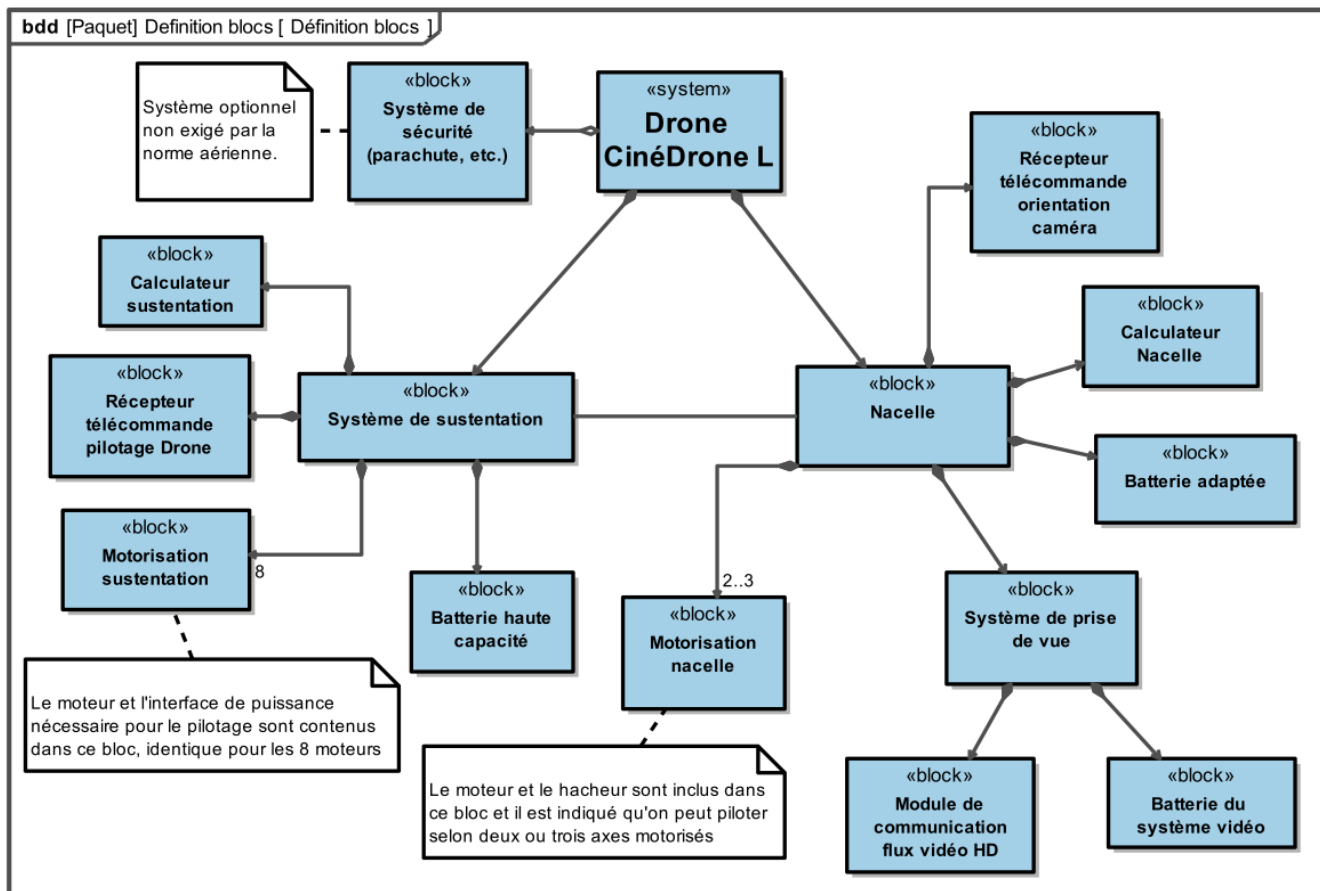 bdd [Paquet] Definition blocs [ Définition blocs ]
Système optionnel
non exigé par la
norme aérienne.
«block»
Système de
sécurité
(parachute, etc.)
«system»
Drone
CinéDrone L
«block»
Récepteur
télécommande
orientation
caméra
«block»
Calculateur
sustentation
«block»
Calculateur
Nacelle
«block»
Récepteur
télécommande
pilotage Drone
«block»
Système de sustentation
«block»
Nacelle
«block»
Batterie adaptée
«block»
Motorisation
sustentation
8
«block»
Batterie haute
capacité
2..3
«block»
Motorisation
nacelle
«block»
Système de prise
de vue
Le moteur et l'interface de puissance
nécessaire pour le pilotage sont contenus
dans ce bloc, identique pour les 8 moteurs
Le moteur et le hacheur sont inclus dans
ce bloc et il est indiqué qu'on peut piloter
selon deux ou trois axes motorisés
«block»
Module de
communication
flux vidéo HD
«block»
Batterie du
système vidéo